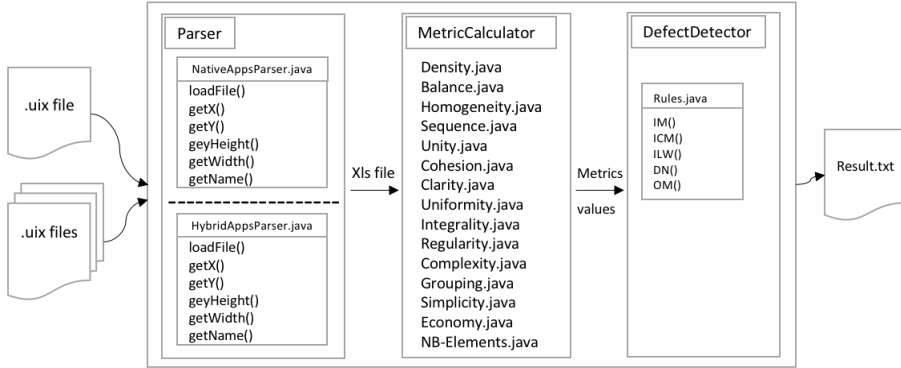 .uix file
.uix files
Parser
NativeAppsParser.java
loadFile()
getX()
getY()
geyHeight()
getWidth()
getName()
HybridAppsParser.java
loadFile()
getX()
getY()
geyHeight()
getWidth()
getName()
Xls file
MetricCalculator
Density.java
Balance.java
Homogeneity.java
Sequence.java
Unity.java
Cohesion.java
Clarity.java
Uniformity.java
Integrality.java
Regularity.java
Complexity.java
Grouping.java
Simplicity.java
Economy.java
NB-Elements.java
Metrics
values
DefectDetector
Rules.java
IM()
ICM()
ILW()
DN()
OM()
Result.txt